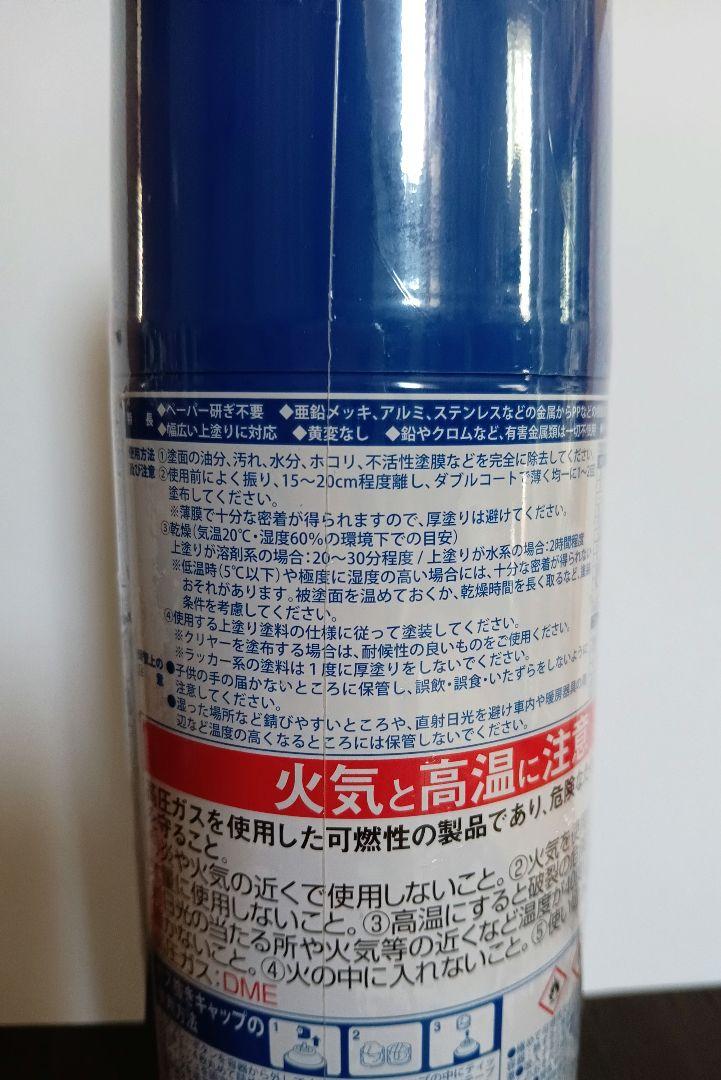 特長 ◆ペーパー研ぎ不要 ◆亜鉛メッキ、アルミ、ステンレスなどの金属からPPなどの
◆幅広い上塗りに対応 ◆黄変なし ◆鉛やクロムなど、有害金属類は一切不使用
使用方法 ①塗面の油分、汚れ、水分、ホコリ、不活性塗膜などを完全に除去してください。
及び注意 ②使用前によく振り、15～20cm程度離し、ダブルコートで薄く均一に1～2回
塗布してください。
※薄膜で十分な密着が得られますので、厚塗りは避けてください。
③乾燥(気温20℃・湿度60%の環境下での目安)
上塗りが溶剤系の場合:20～30分程度/上塗りが水系の場合:2時間程度
※低温時(5℃以下)や極度に湿度の高い場合には、十分な密着が得られない
おそれがあります。被塗面を温めておくか、乾燥時間を長く取るなど、
条件を考慮してください。
④使用する上塗り塗料の仕様に従って塗装してください。
※クリヤーを塗布する場合は、耐候性の良いものをご使用ください。
※ラッカー系の塗料は1度に厚塗りをしないでください。
管上の ●子供の手の届かないところに保管し、誤飲・誤食・いたずらをしないように
意 注意してください。
●湿った場所など錆びやすいところや、直射日光を避け車内や暖房器具の周
辺など温度の高くなるところには保管しないでください。
火気と高温に注意
高圧ガスを使用した可燃性の製品であり、危険な
を守ること。
や火気の近くで使用しないこと。②火気を
量に使用しないこと。③高温にすると破裂の危
日光の当たる所や火気等の近くなど温度が40
かないこと。④火の中に入れないこと。⑤使い
ガス:DME
キャップの
方法
1 2 3